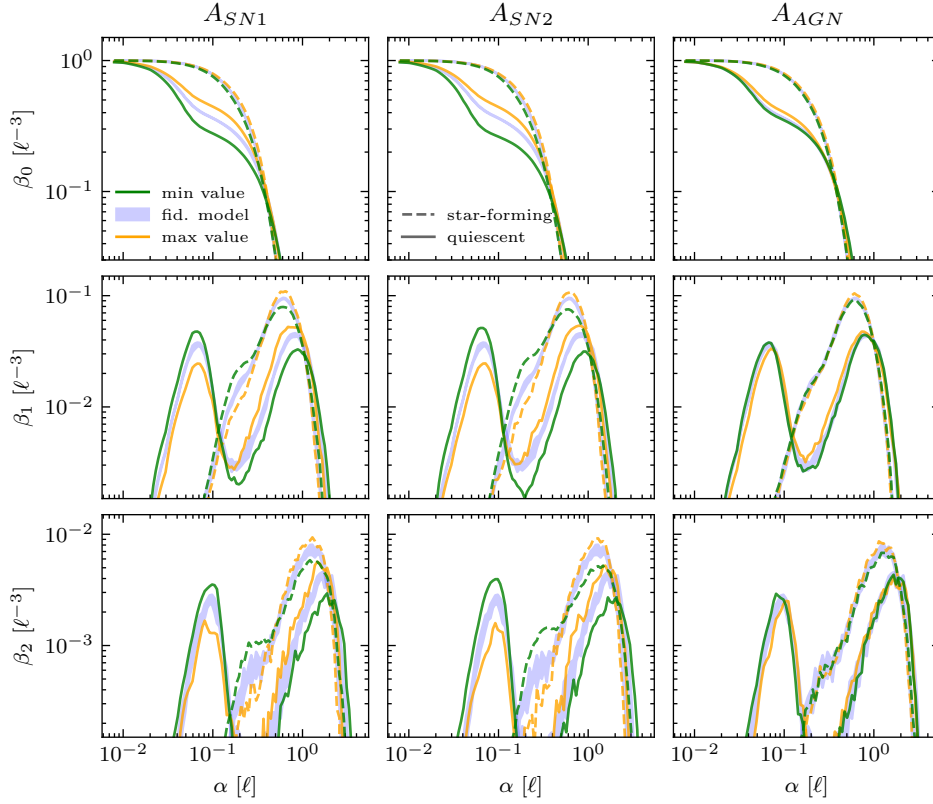 A_{SN1} A_{SN2} A_{AGN}
β_0 [ℓ^{-3}]
10^0
10^{-1}
min value
fid. model
max value
star-forming
quiescent
β_1 [ℓ^{-3}]
10^{-1}
10^{-2}
β_2 [ℓ^{-3}]
10^{-2}
10^{-3}
10^{-2} 10^{-1} 10^0 10^{-2} 10^{-1} 10^0 10^{-2} 10^{-1} 10^0
α [ℓ] α [ℓ] α [ℓ]